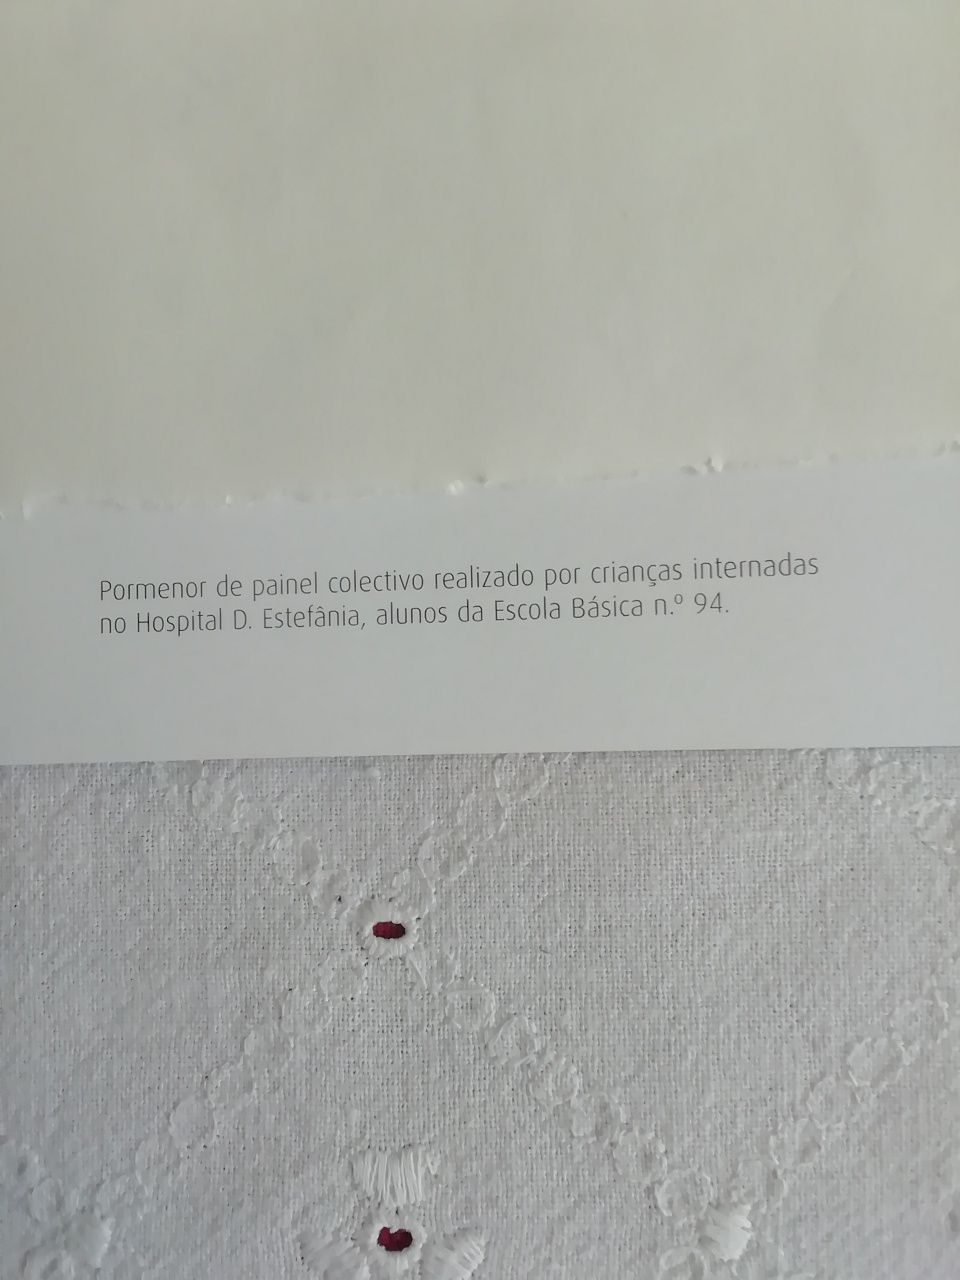 Pormenor de painel colectivo realizado por crianças internadas
no Hospital D. Estefânia, alunos da Escola Básica n.º 94.